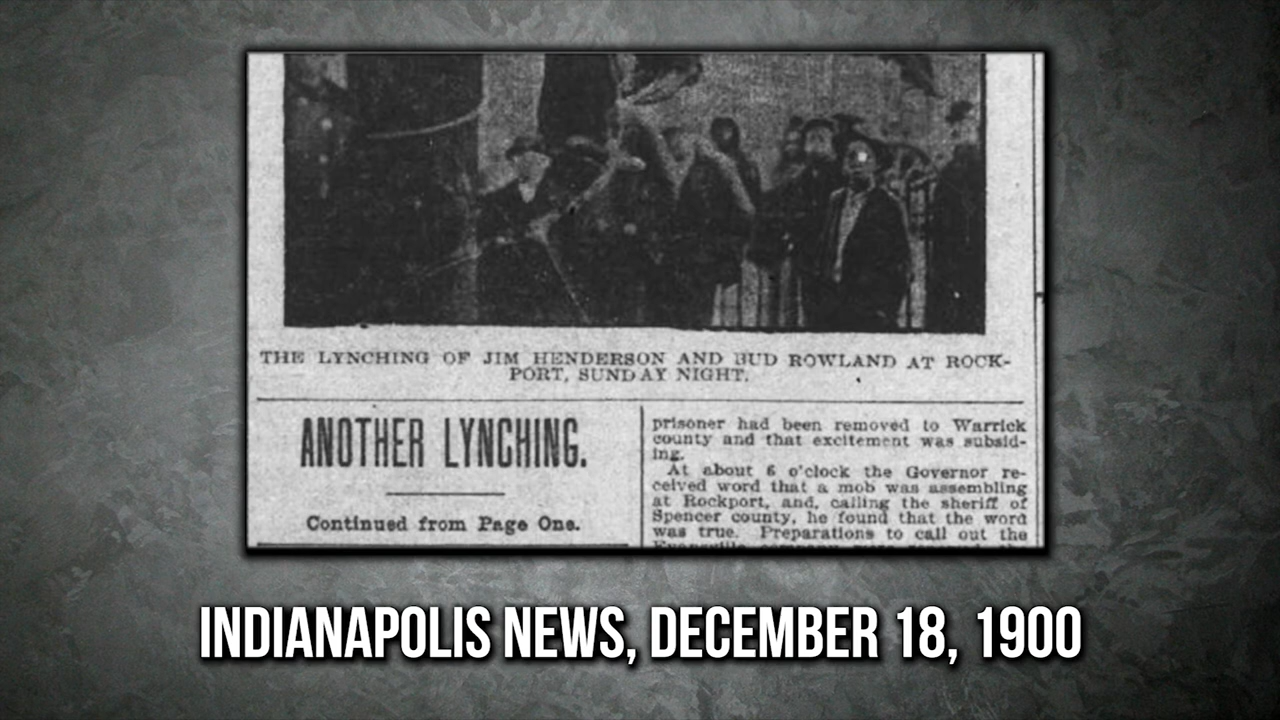 THE LYNCHING OF JIM HENDERSON AND BUD ROWLAND AT ROCK-
PORT, SUNDAY NIGHT.
ANOTHER LYNCHING.
Continued from Page One.
prisoner had been removed to Warrick
county and that excitement was subsid-
ing.
At about 6 o'clock the Governor re-
ceived word that a mob was assembling
at Rockport, and, calling the sheriff of
Spencer county, he found that the word
was true. Preparations to call out the
INDIANAPOLIS NEWS, DECEMBER 18, 1900